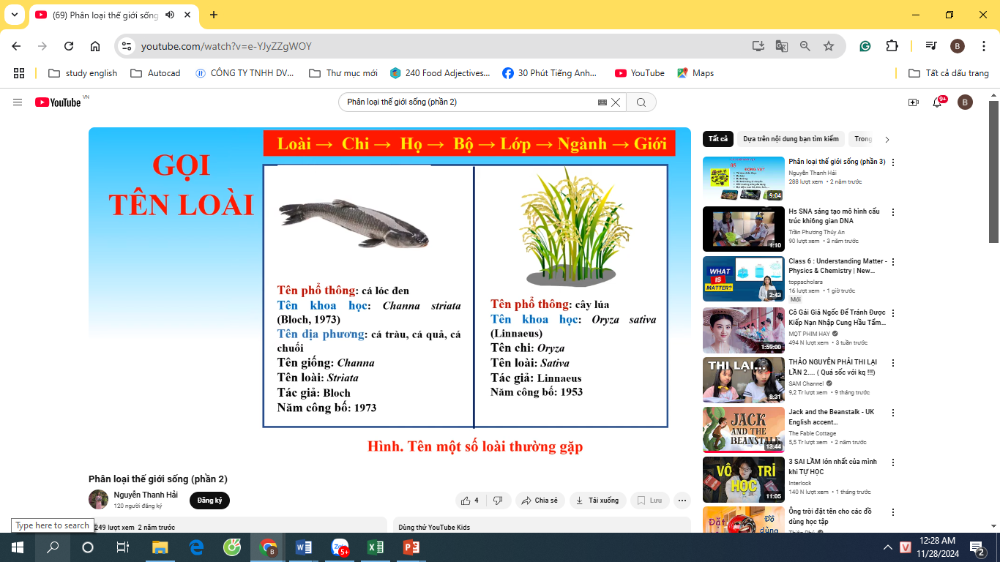 (69) Phân loại thế giới sống
youtube.com/watch?v=e-YJyZZgWOY
B
study english
Autocad
CÔNG TY TNHH DV...
Thư mục mới
240 Food Adjectives...
30 Phút Tiếng Anh...
YouTube
Maps
Tất cả dấu trang
YouTube VN
Phân loại thế giới sống (phần 2)
9+
B
GỌI
TÊN LOÀI
Loài → Chi → Họ → Bộ → Lớp → Ngành → Giới
Tên phổ thông: cá lóc đen
Tên khoa học: Channa striata
(Bloch, 1973)
Tên địa phương: cá tràu, cá quả, cá
chuối
Tên giống: Channa
Tên loài: Striata
Tác giả: Bloch
Năm công bố: 1973
Tên phổ thông: cây lúa
Tên khoa học: Oryza sativa
(Linnaeus)
Tên chi: Oryza
Tên loài: Sativa
Tác giả: Linnaeus
Năm công bố: 1953
Hình. Tên một số loài thường gặp
Phân loại thế giới sống (phần 2)
Nguyễn Thanh Hải
120 người đăng ký
Đăng ký
4
Chia sẻ
Tải xuống
Lưu
249 lượt xem 2 năm trước
Dùng thử YouTube Kids
Tất cả
Dựa trên nội dung bạn tìm kiếm
Trong
ĐỘNG VẬT
9:04
Phân loại thế giới sống (phần 3)
Nguyễn Thanh Hải
288 lượt xem • 2 năm trước
1:10
Hs SNA sáng tạo mô hình cấu
trúc không gian DNA
Trần Phương Thúy An
90 lượt xem • 3 năm trước
WHAT
IS
MATTER?
2:43
Class 6 : Understanding Matter -
Physics & Chemistry | New...
toppscholars
16 lượt xem • 1 giờ trước
Mới
1:59:00
Cô Gái Giả Ngốc Để Tránh Được
Kiếp Nạn Nhập Cung Hầu Tẩm...
MỌT PHIM HAY
494 N lượt xem • 3 tuần trước
THI LẠI...
8:31
THẢO NGUYÊN PHẢI THI LẠI
LẦN 2.... ( Quá sốc với kq !!!)
SAM Channel
9,2 Tr lượt xem • 9 tháng trước
JACK
AND THE
BEANSTALK
13:44
Jack and the Beanstalk - UK
English accent...
The Fable Cottage
5,5 Tr lượt xem • 2 năm trước
VÔ TRI
HỌC
11:05
3 SAI LẦM lớn nhất của mình
khi TỰ HỌC
Interlock
140 N lượt xem • 1 tháng trước
Đặt Đồ
dùng
Ông trời đặt tên cho các đồ
dùng học tập
Type here to search
B
5+
V
12:28 AM
11/28/2024
2